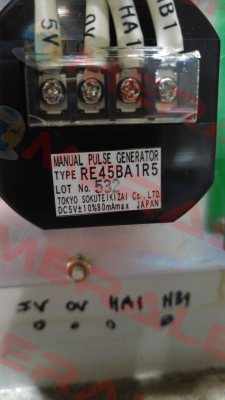 5V 0V HA1 HB1
MANUAL PULSE GENERATOR
TYPE RE45BA1R5
LOT No. 532
TOKYO SOKUTEIKIZAI Co., LTD.
DC5V±10%80mAmax JAPAN
5V 0V HA1 HB1